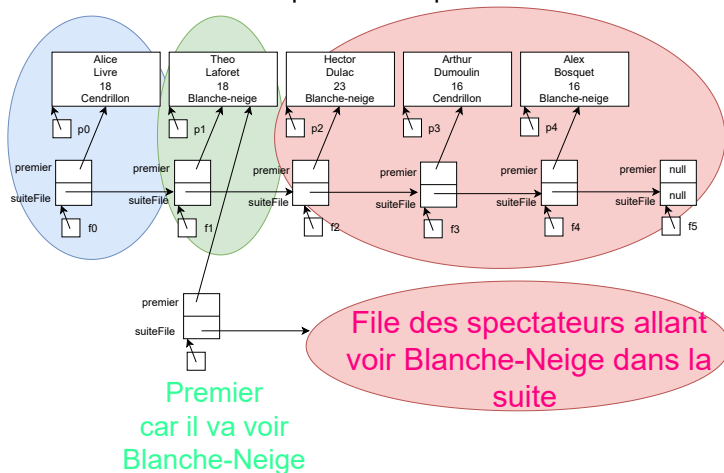 Alice
Livre
18
Cendrillon
Theo
Laforet
18
Blanche-neige
Hector
Dulac
23
Blanche-neige
Arthur
Dumoulin
16
Cendrillon
Alex
Bosquet
16
Blanche-neige
p0
p1
p2
p3
p4
premier
premier
premier
premier
premier
premier
null
suiteFile
suiteFile
suiteFile
suiteFile
suiteFile
suiteFile
null
f0
f1
f2
f3
f4
f5
premier
suiteFile
File des spectateurs allant
voir Blanche-Neige dans la
suite
Premier
car il va voir
Blanche-Neige